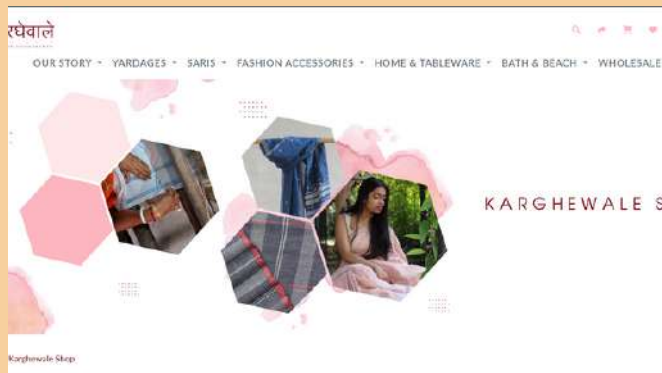 रघेवाले
OUR STORY YARDAGES SARIS FASHION ACCESSORIES HOME & TABLEWARE BATH & BEACH WHOLESALE
KARGHEWALE S
Karghewale Shop